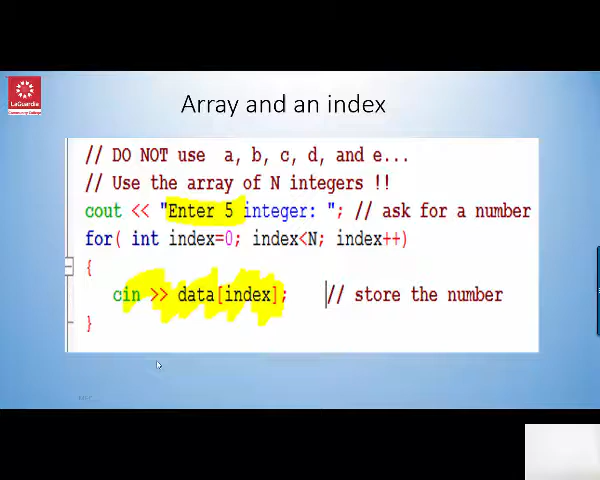 LaGuardia
Community College
Array and an index
// DO NOT use a, b, c, d, and e...
// Use the array of N integers !!
cout << "Enter 5 integer: "; // ask for a number
for( int index=0; index<N; index++)
{
cin >> data[index]; // store the number
}